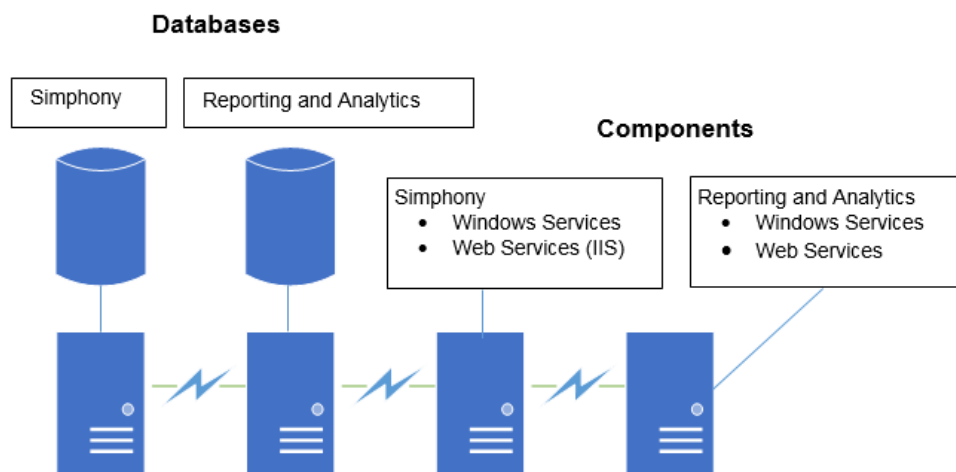 Databases
Simphony
Reporting and Analytics
Components
Simphony
• Windows Services
• Web Services (IIS)
Reporting and Analytics
• Windows Services
• Web Services